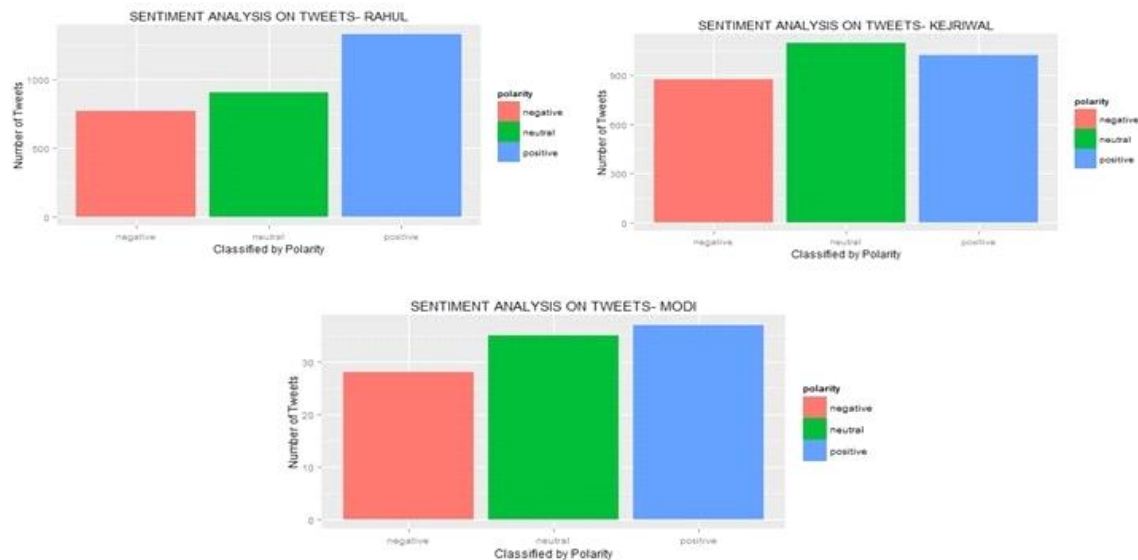 SENTIMENT ANALYSIS ON TWEETS- RAHUL
Number of Tweets
1000
500
0
negative
neutral
positive
Classified by Polarity
polarity
negative
neutral
positive
SENTIMENT ANALYSIS ON TWEETS- KEJRIWAL
Number of Tweets
900
600
300
0
negative
neutral
positive
Classified by Polarity
polarity
negative
neutral
positive
SENTIMENT ANALYSIS ON TWEETS- MODI
Number of Tweets
30
20
10
0
negative
neutral
positive
Classified by Polarity
polarity
negative
neutral
positive